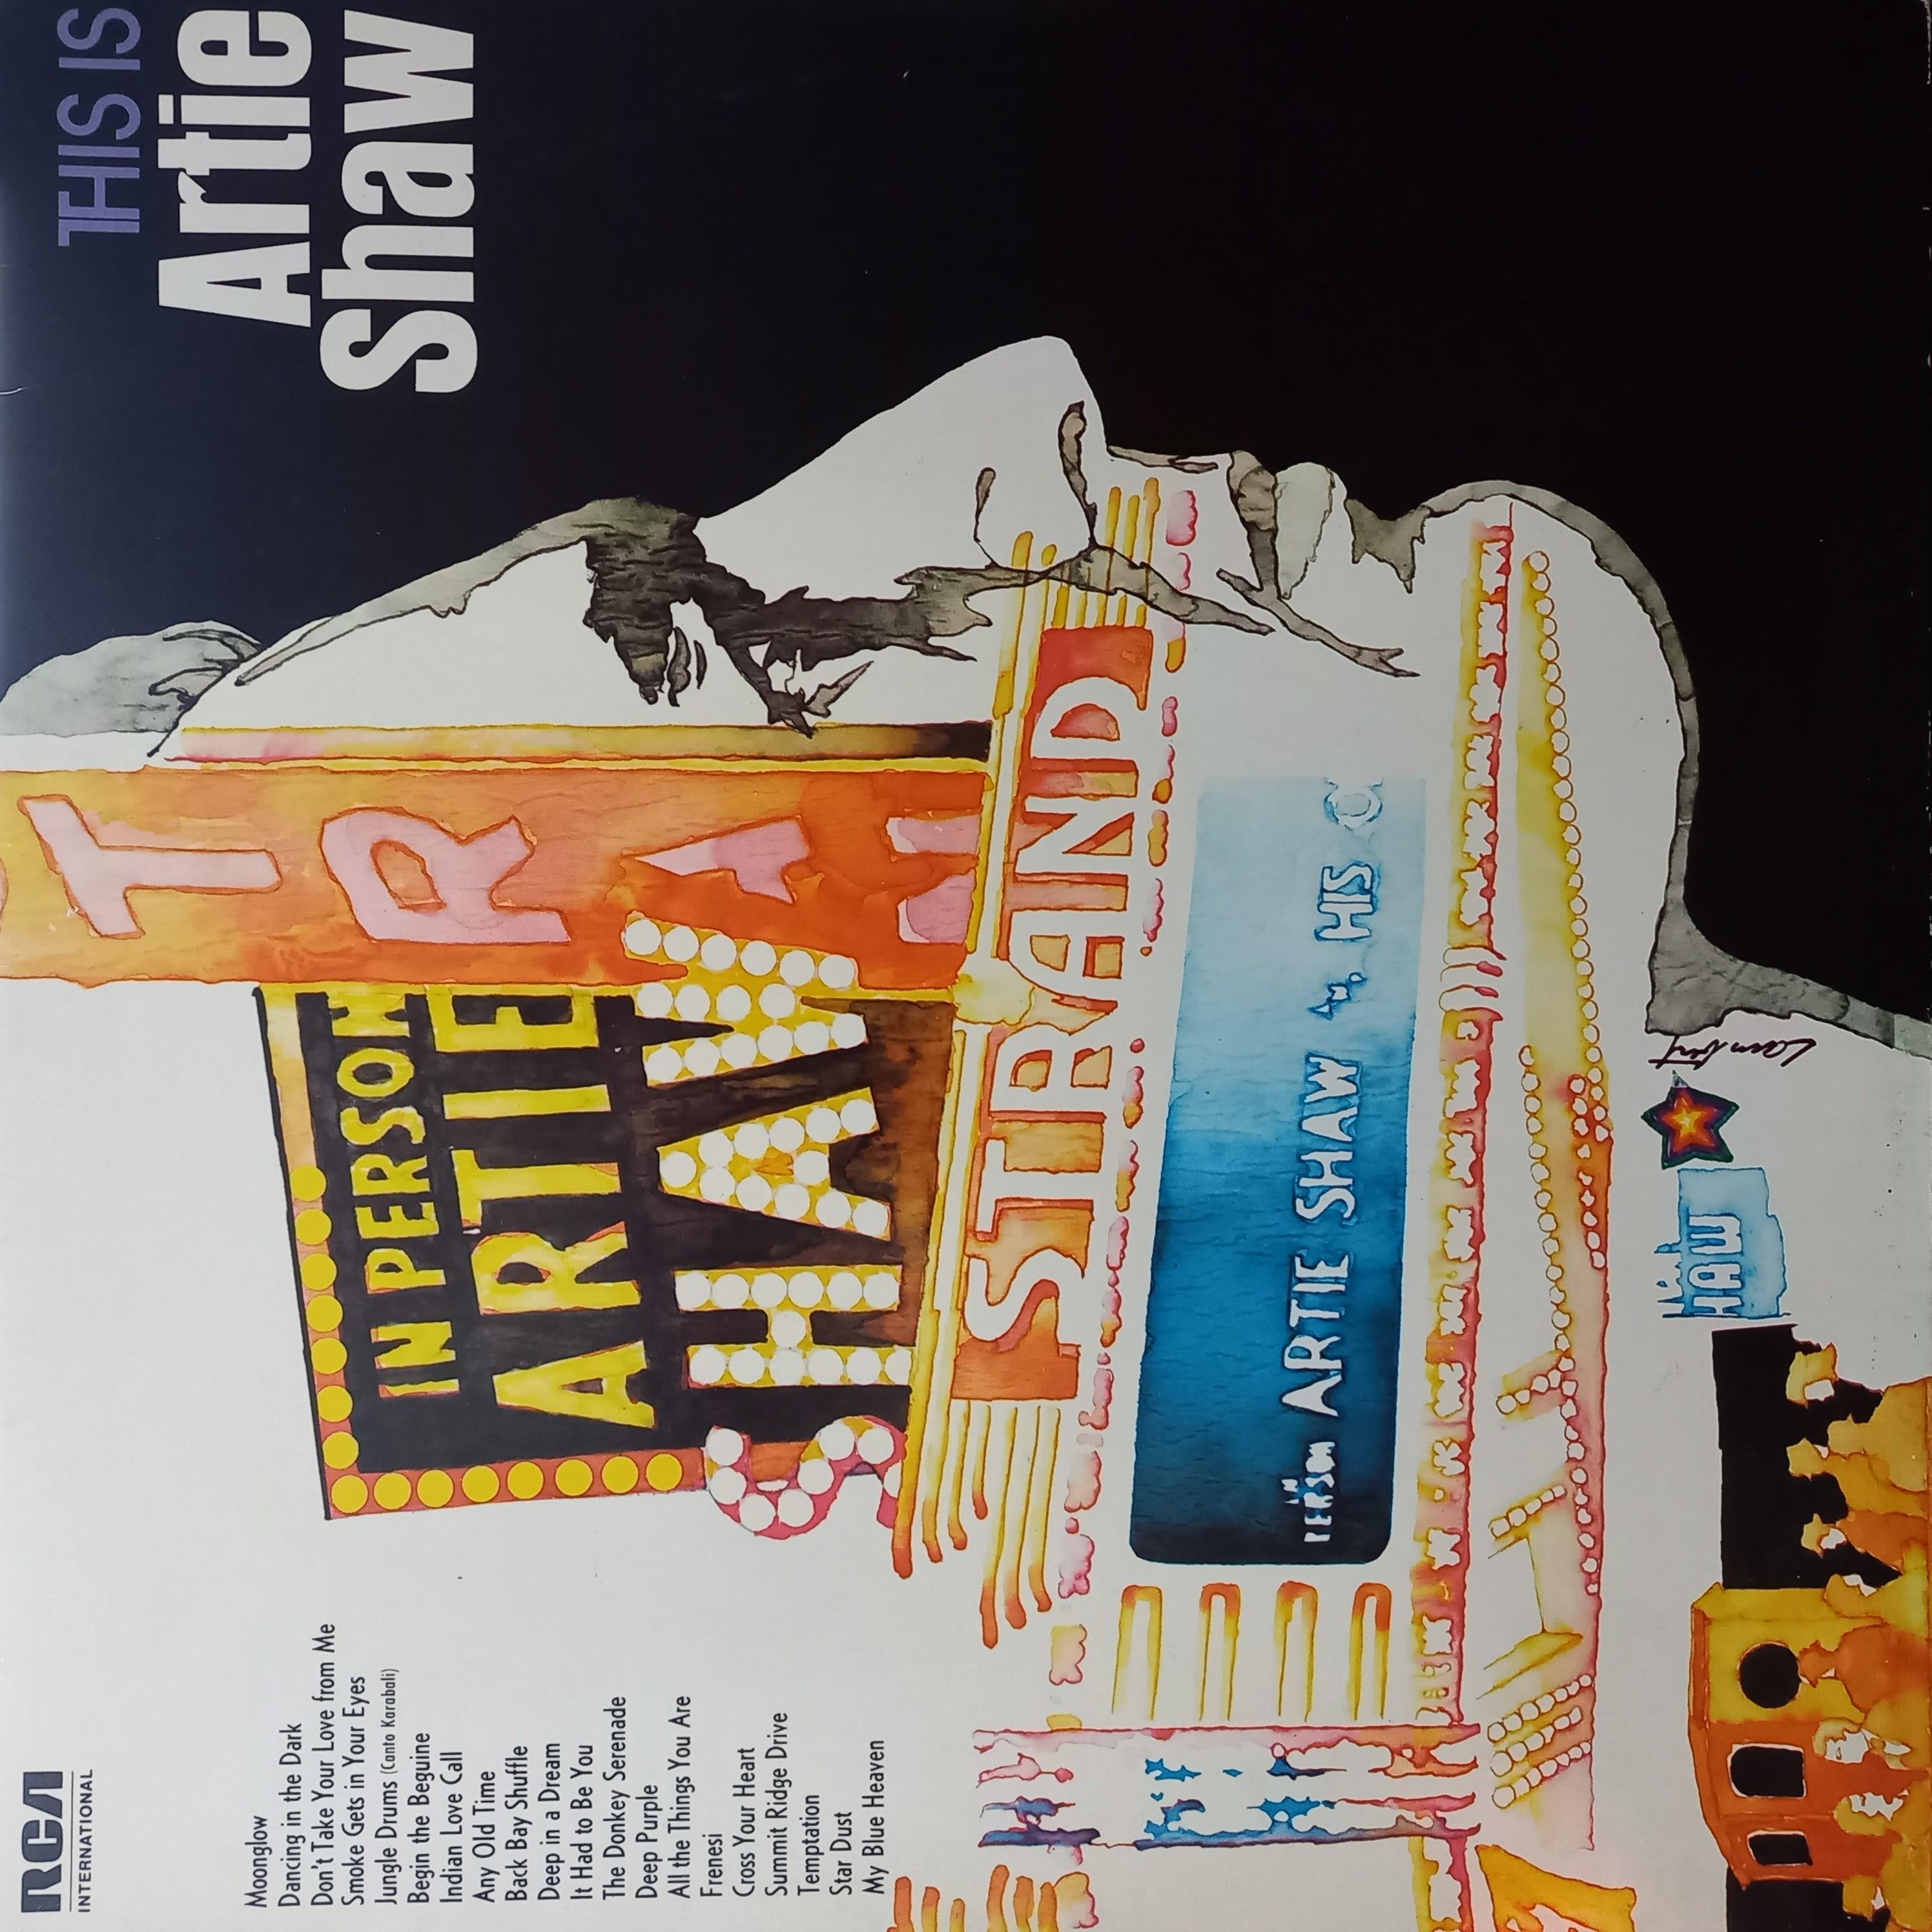 RCA
INTERNATIONAL
THIS IS
Artie
Shaw
Moonglow
Dancing in the Dark
Don't Take Your Love from Me
Smoke Gets in Your Eyes
Jungle Drums (Canto Karabali)
Begin the Beguine
Indian Love Call
Any Old Time
Back Bay Shuffle
Deep in a Dream
It Had to Be You
The Donkey Serenade
Deep Purple
All the Things You Are
Frenesi
Cross Your Heart
Summit Ridge Drive
Temptation
Star Dust
My Blue Heaven
T
R
A
IN PERSON
ARTIE
SHAW
STRAND
ARTIE SHAW
HIS
HAW